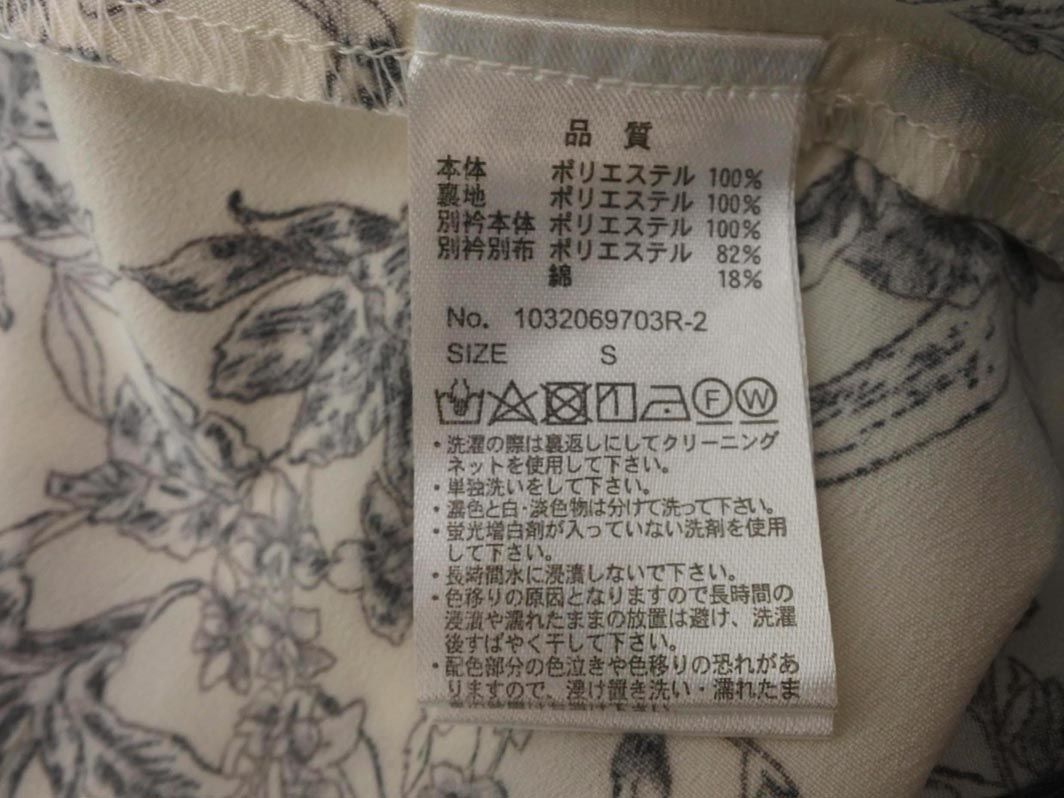 品 質
本体 ポリエステル 100%
裏地 ポリエステル 100%
別衿本体 ポリエステル 100%
別衿別布 ポリエステル 82%
綿 18%
No. 1032069703R-2
SIZE S
F W
・洗濯の際は裏返しにしてクリーニング
ネットを使用して下さい。
・単独洗いをして下さい。
・濃色と白・淡色物は分けて洗って下さい。
・蛍光増白剤が入っていない洗剤を使用
して下さい。
・長時間水に浸漬しないで下さい。
・色移りの原因となりますので長時間の
浸漬や濡れたままの放置は避け、洗濯
後すばやく干して下さい。
・配色部分の色泣きや色移りの恐れがあ
りますので、浸け置き洗い・濡れたま